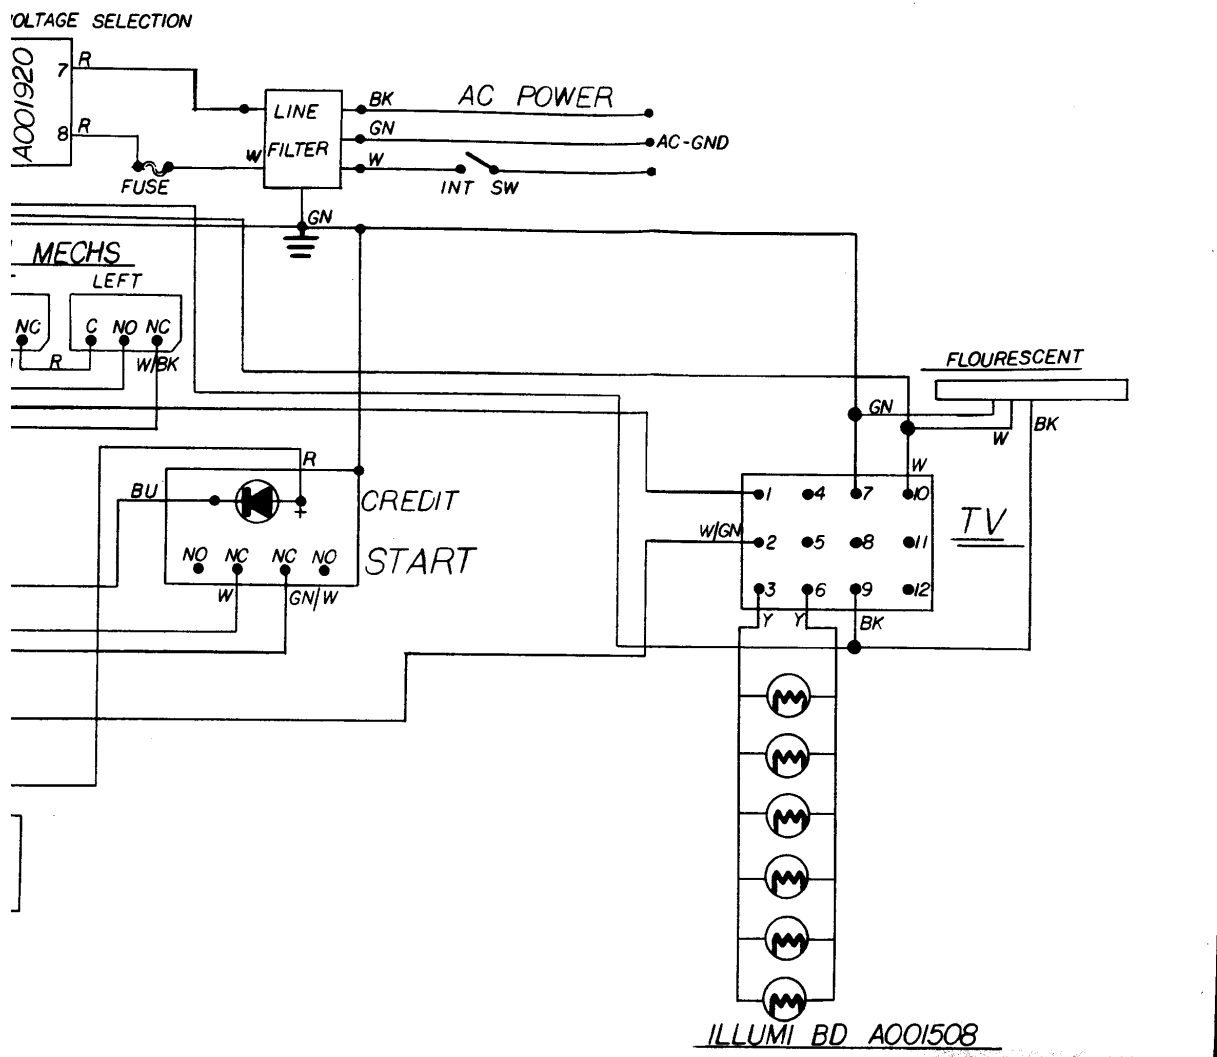 OLTAGE SELECTION
A001920
7 R
8 R
FUSE
W
LINE
FILTER
BK
AC POWER
GN
AC-GND
W
INT SW
GN
MECHS
LEFT
NC
C NO NC
R
W/BK
FLOURESCENT
GN
W
BK
R
W
BU
+
CREDIT
START
NO NC NC NO
W
GN/W
W/GN
1 4 7 10
2 5 8 11
3 6 9 12
TV
Y Y
BK
ILLUMI BD A001508